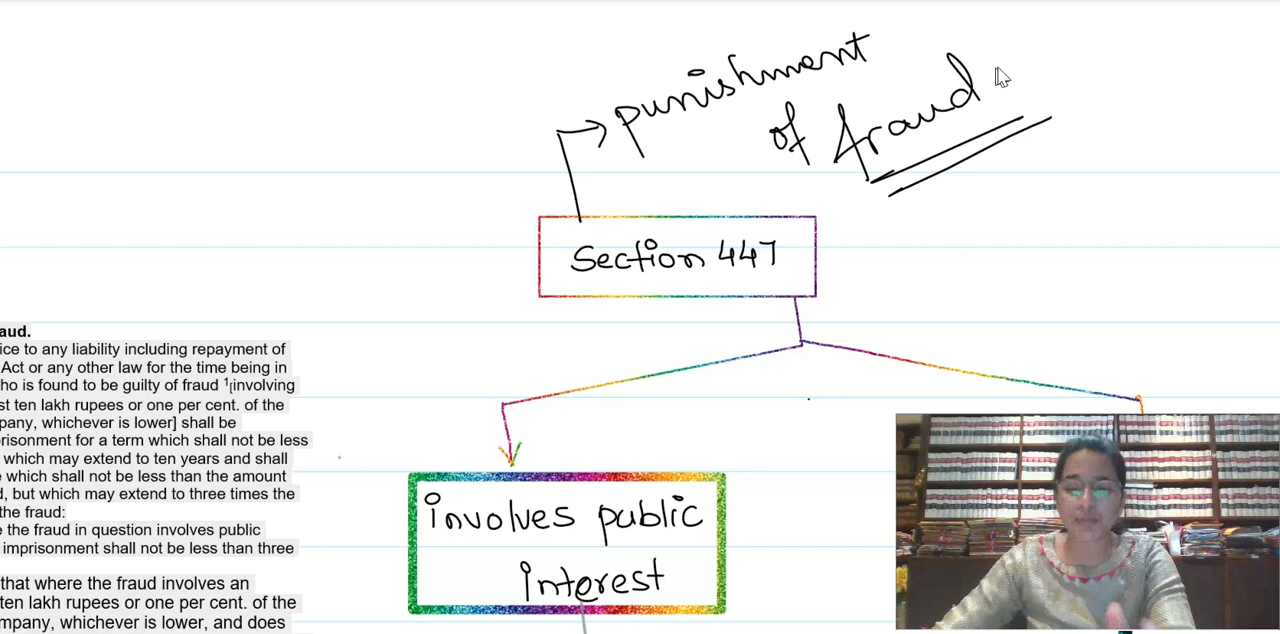 punishment
of fraud
Section 447
aud.
ice to any liability including repayment of
Act or any other law for the time being in
ho is found to be guilty of fraud 1[involving
st ten lakh rupees or one per cent. of the
pany, whichever is lower] shall be
risonment for a term which shall not be less
which may extend to ten years and shall
e which shall not be less than the amount
d, but which may extend to three times the
the fraud:
e the fraud in question involves public
imprisonment shall not be less than three
that where the fraud involves an
ten lakh rupees or one per cent. of the
mpany, whichever is lower, and does
involves public
interest